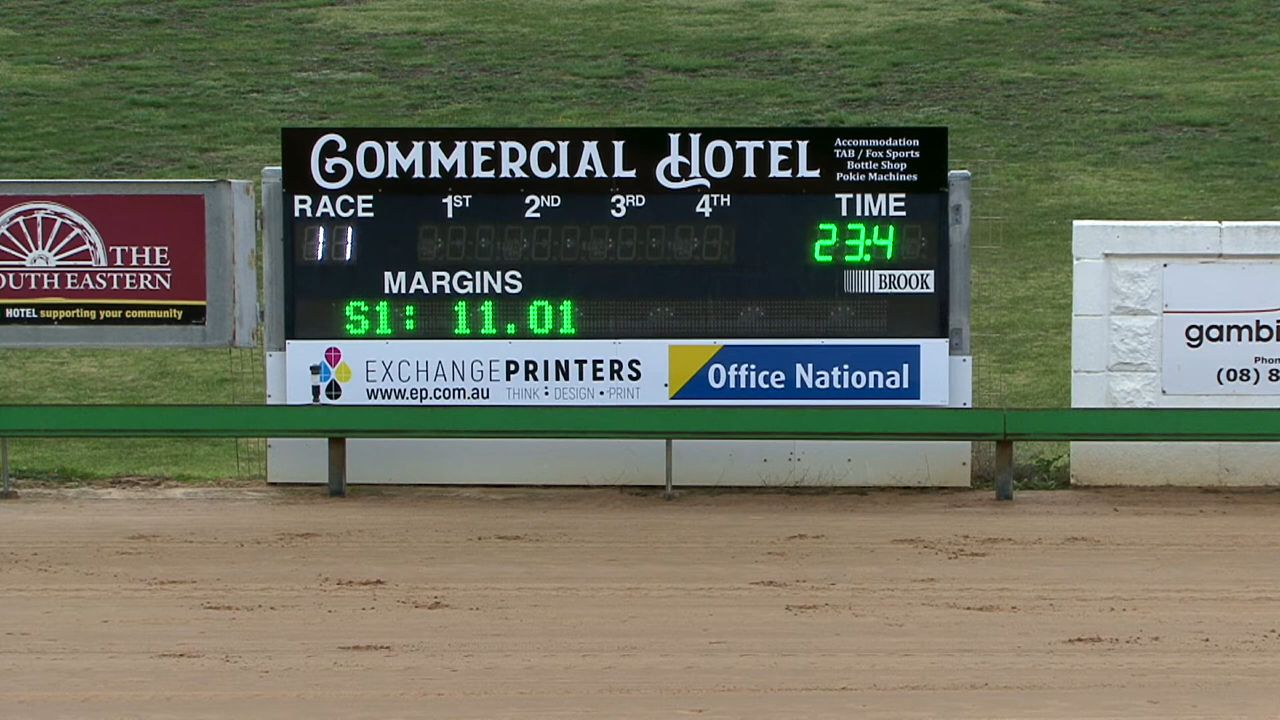 COMMERCIAL HOTEL
Accommodation
TAB / Fox Sports
Bottle Shop
Pokie Machines
RACE 1ST 2ND 3RD 4TH TIME
11 23:4
MARGINS
BROOK
S1: 11.01
EXCHANGEPRINTERS
www.ep.com.au THINK : DESIGN • PRINT
Office National
THE
OUTH EASTERN
HOTEL supporting your community
gambi
Phon
(08) 8